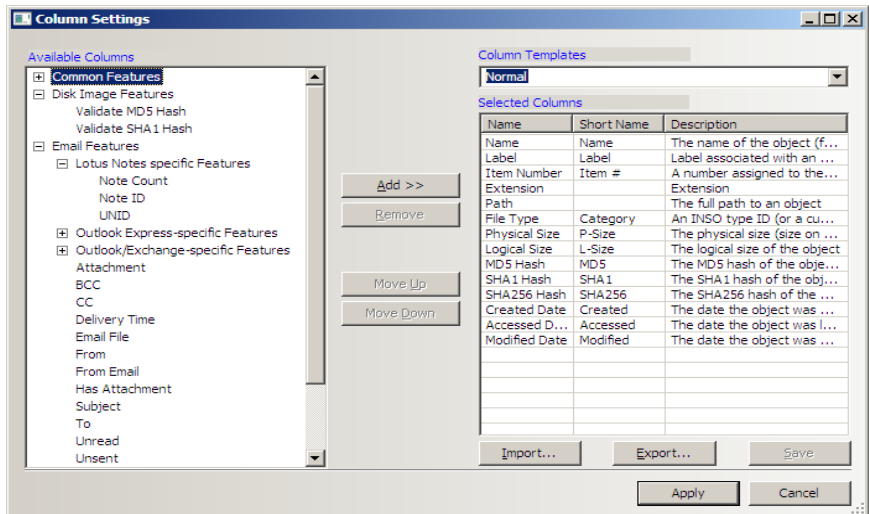 Column Settings
Available Columns
Common Features
Disk Image Features
Validate MD5 Hash
Validate SHA1 Hash
Email Features
Lotus Notes specific Features
Note Count
Note ID
UNID
Outlook Express-specific Features
Outlook/Exchange-specific Features
Attachment
BCC
CC
Delivery Time
Email File
From
From Email
Has Attachment
Subject
To
Unread
Unsent
Add >>
Remove
Move Up
Move Down
Column Templates
Normal
Selected Columns
Name Short Name Description
Name Name The name of the object (f...
Label Label Label associated with an ...
Item Number Item # A number assigned to the...
Extension Extension
Path The full path to an object
File Type Category An INSO type ID (or a cu...
Physical Size P-Size The physical size (size on ...
Logical Size L-Size The logical size of the object
MD5 Hash MD5 The MD5 hash of the obje...
SHA1 Hash SHA1 The SHA1 hash of the obj...
SHA256 Hash SHA256 The SHA256 hash of the ...
Created Date Created The date the object was ...
Accessed D... Accessed The date the object was l...
Modified Date Modified The date the object was ...
Import... Export... Save
Apply Cancel